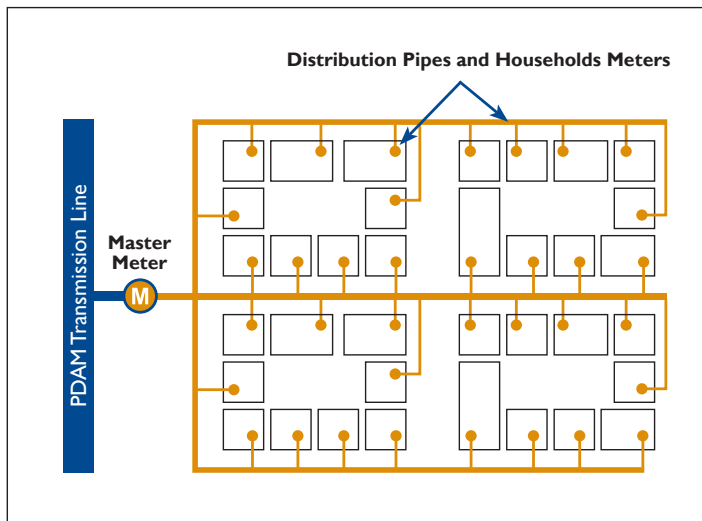 Distribution Pipes and Households Meters
PDAM Transmission Line
Master
Meter
M